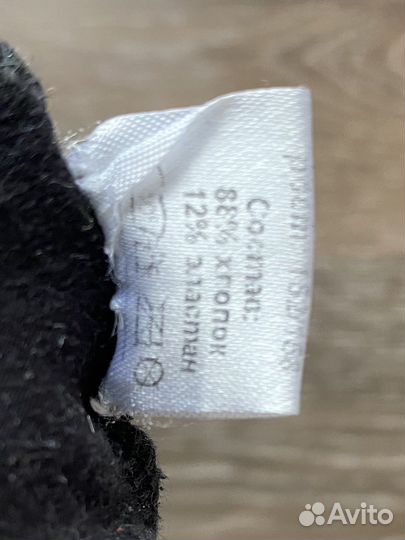 Состав:
88% хлопок
12% эластан
Avito